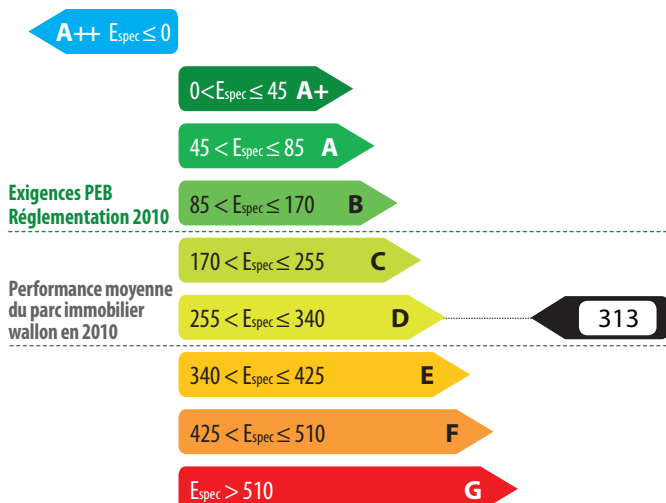 A++ Espec ≤ 0
0<Espec ≤ 45 A+
45 < Espec ≤ 85 A
Exigences PEB
Réglementation 2010
85 < Espec ≤ 170 B
170 < Espec ≤ 255 C
Performance moyenne
du parc immobilier
wallon en 2010
255 < Espec ≤ 340 D
313
340 < Espec ≤ 425 E
425 < Espec ≤ 510 F
Espec > 510 G